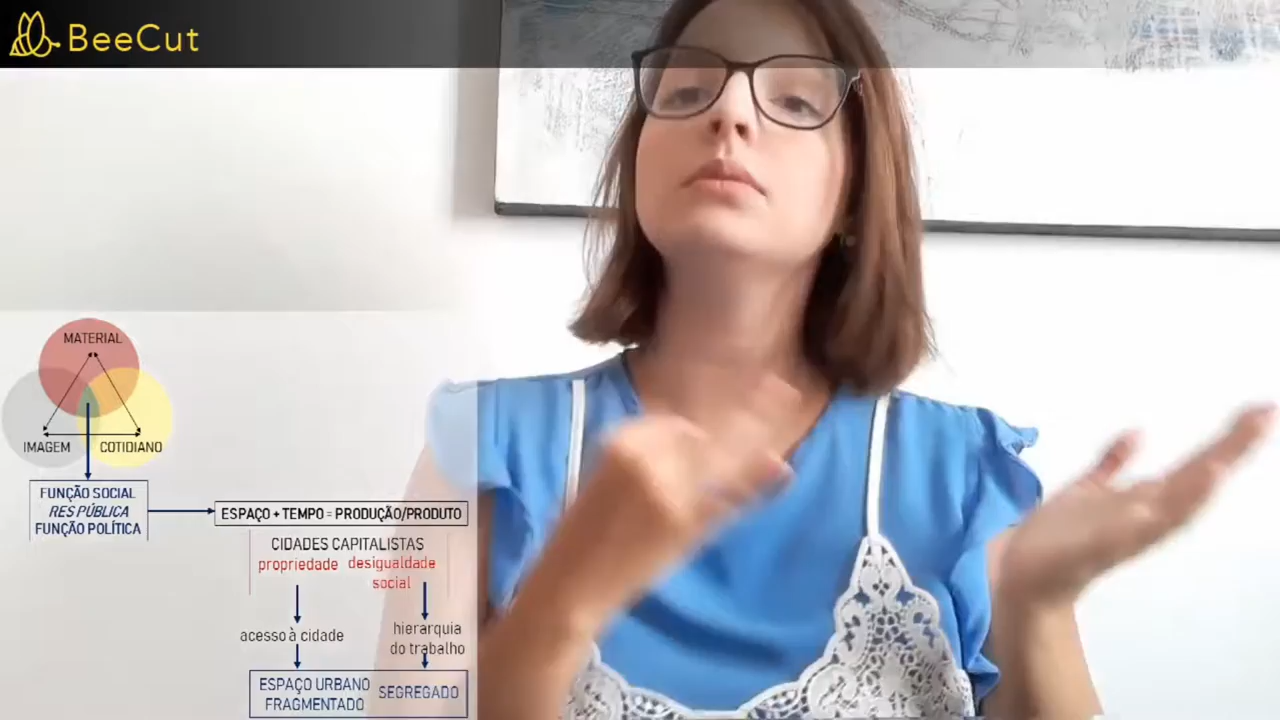 BeeCut
MATERIAL
IMAGEM
COTIDIANO
FUNÇÃO SOCIAL
RES PÚBLICA
FUNÇÃO POLÍTICA
ESPAÇO + TEMPO = PRODUÇÃO/PRODUTO
CIDADES CAPITALISTAS
propriedade
desigualdade
social
acesso à cidade
hierarquia
do trabalho
ESPAÇO URBANO
FRAGMENTADO
SEGREGADO